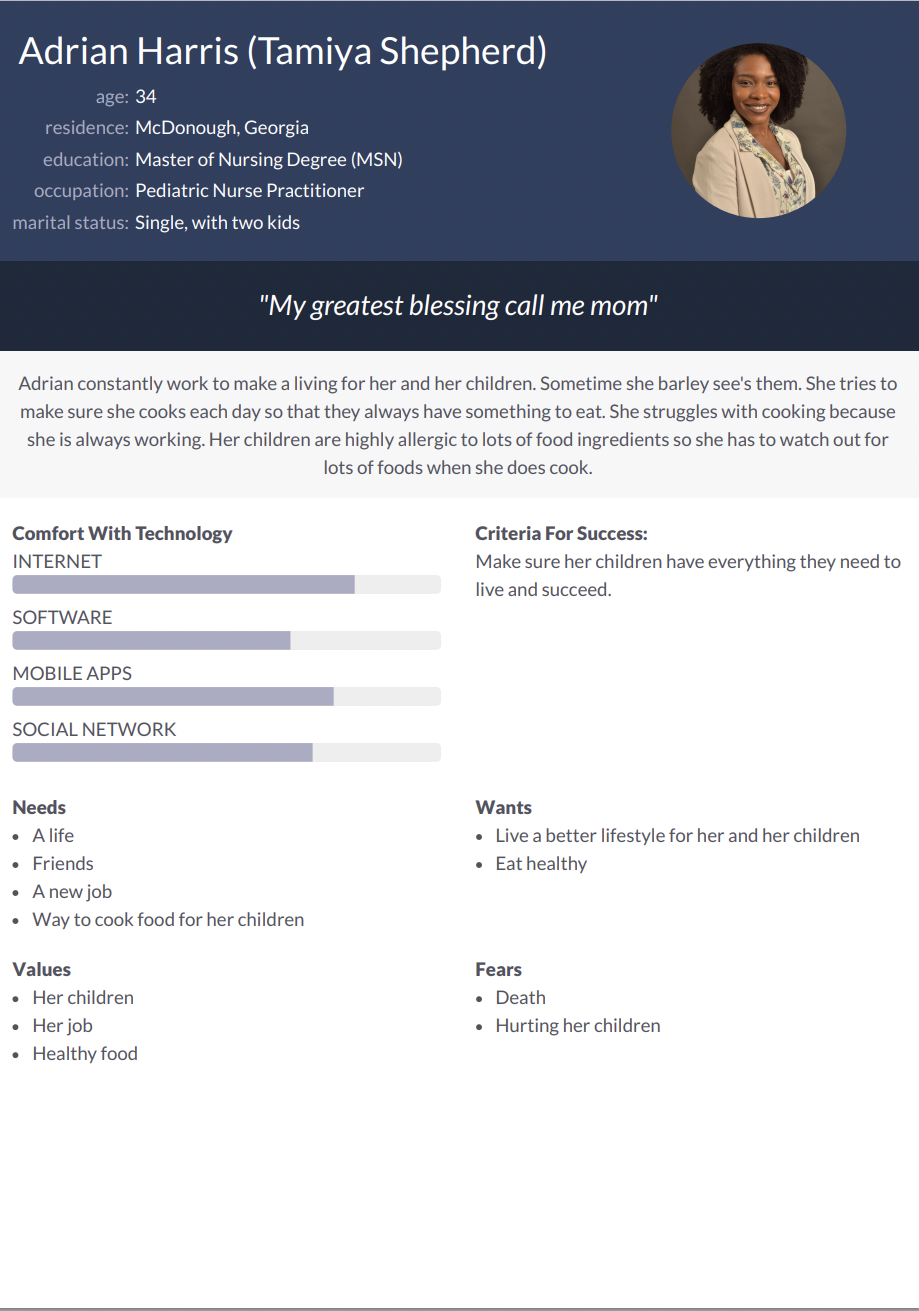 Adrian Harris (Tamiya Shepherd)
age: 34
residence: McDonough, Georgia
education: Master of Nursing Degree (MSN)
occupation: Pediatric Nurse Practitioner
marital status: Single, with two kids
"My greatest blessing call me mom"
Adrian constantly work to make a living for her and her children. Sometime she barley see's them. She tries to
make sure she cooks each day so that they always have something to eat. She struggles with cooking because
she is always working. Her children are highly allergic to lots of food ingredients so she has to watch out for
lots of foods when she does cook.
Comfort With Technology
INTERNET
SOFTWARE
MOBILE APPS
SOCIAL NETWORK
Criteria For Success:
Make sure her children have everything they need to
live and succeed.
Needs
• A life
• Friends
• A new job
• Way to cook food for her children
Wants
• Live a better lifestyle for her and her children
• Eat healthy
Values
• Her children
• Her job
• Healthy food
Fears
• Death
• Hurting her children